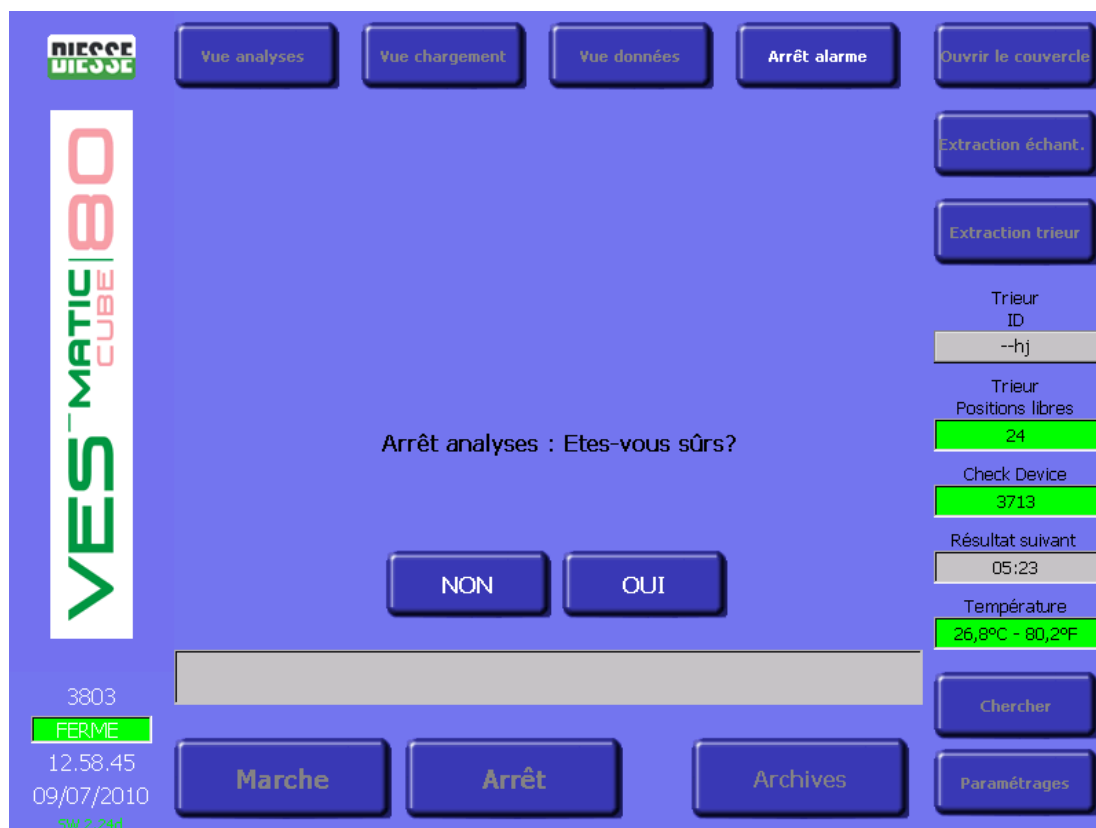 DIESSE
Vue analyses
Vue chargement
Vue données
Arrêt alarme
Ouvrir le couvercle
VES-MATIC
CUBE
80
Extraction échant.
Extraction trieur
Trieur
ID
--hj
Trieur
Positions libres
24
Check Device
3713
Résultat suivant
05:23
Température
26,8ºC - 80,2ºF
Arrêt analyses : Etes-vous sûrs?
NON
OUI
3803
FERME
12.58.45
09/07/2010
Marche
Arrêt
Archives
Chercher
Paramétrages